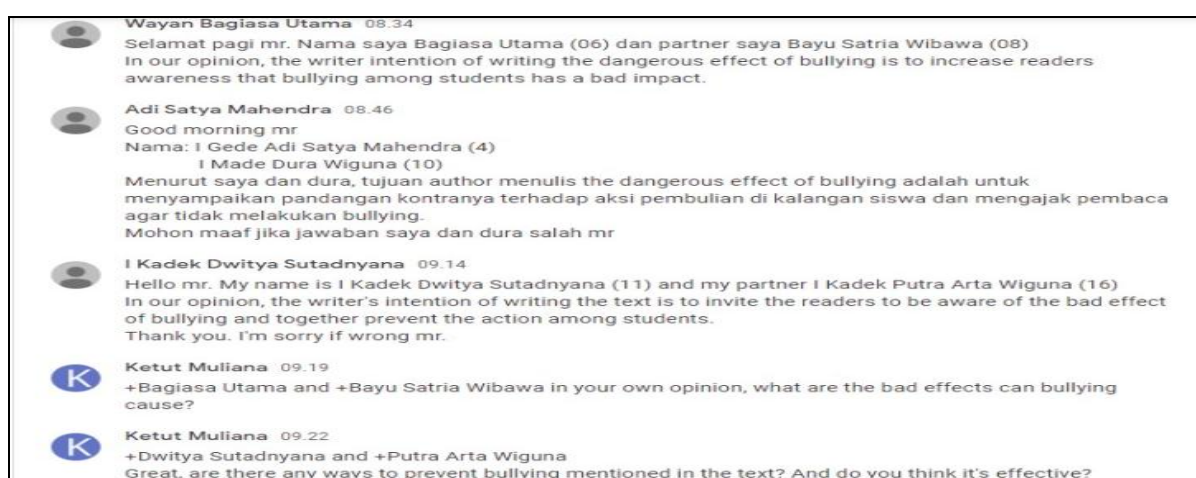 Wayan Bagiasa Utama 08.34
Selamat pagi mr. Nama saya Bagiasa Utama (06) dan partner saya Bayu Satria Wibawa (08)
In our opinion, the writer intention of writing the dangerous effect of bullying is to increase readers
awareness that bullying among students has a bad impact.
Adi Satya Mahendra 08.46
Good morning mr
Nama: I Gede Adi Satya Mahendra (4)
I Made Dura Wiguna (10)
Menurut saya dan dura, tujuan author menulis the dangerous effect of bullying adalah untuk
menyampaikan pandangan kontranya terhadap aksi pembulian di kalangan siswa dan mengajak pembaca
agar tidak melakukan bullying.
Mohon maaf jika jawaban saya dan dura salah mr
I Kadek Dwitya Sutadnyana 09.14
Hello mr. My name is I Kadek Dwitya Sutadnyana (11) and my partner I Kadek Putra Arta Wiguna (16)
In our opinion, the writer's intention of writing the text is to invite the readers to be aware of the bad effect
of bullying and together prevent the action among students.
Thank you. I'm sorry if wrong mr.
K
Ketut Muliana 09.19
+Bagiasa Utama and +Bayu Satria Wibawa in your own opinion, what are the bad effects can bullying
cause?
K
Ketut Muliana 09.22
+Dwitya Sutadnyana and +Putra Arta Wiguna
Great, are there any ways to prevent bullying mentioned in the text? And do you think it's effective?